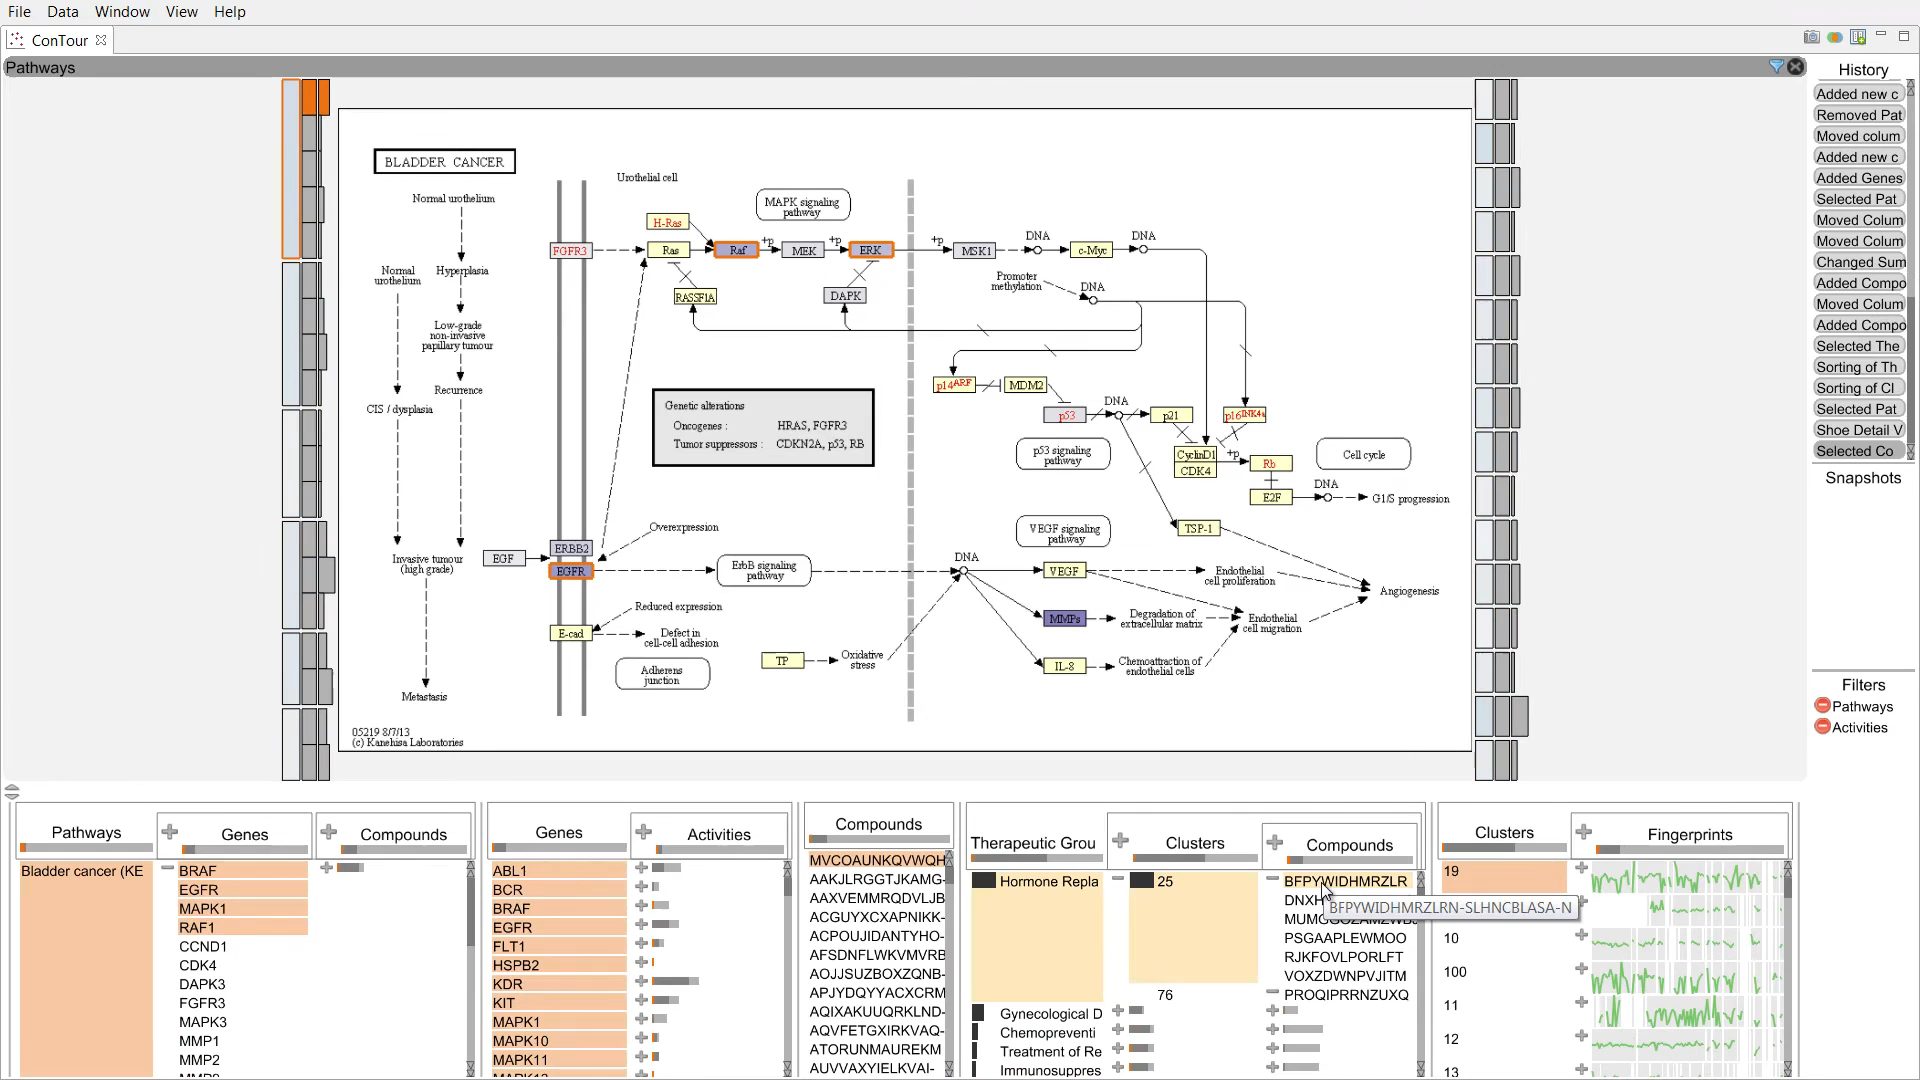 File Data Window View Help
ConTour
Pathways
History
Added new c
Removed Pat
Moved colum
Added new c
Added Genes
Selected Pat
Moved Colum
Moved Colum
Changed Sum
Added Compo
Moved Colum
Added Compo
Selected The
Sorting of Th
Sorting of Cl
Selected Pat
Shoe Detail V
Selected Co
Snapshots
Filters
Pathways
Activities
BLADDER CANCER
Normal urothelium
Normal
urothelium
Hyperplasia
Low-grade
non-invasive
papillary tumour
Recurrence
CIS / dysplasia
Invasive tumour
(high grade)
Metastasis
05219 8/7/13
(c) Kanehisa Laboratories
Urothelial cell
MAPK signaling
pathway
H-Ras
FGFR3
Ras
Raf
+p
MEK
+p
ERK
+p
MSK1
DNA
c-Myc
DNA
RASSF1A
DAPK
Promoter
methylation
DNA
Genetic alterations
Oncogenes : HRAS, FGFR3
Tumor suppressors : CDKN2A, p53, RB
p14ARF
MDM2
p53
DNA
p21
p16INK4a
p53 signaling
pathway
CyclinD1
+p
CDK4
Rb
Cell cycle
E2F
DNA
G1/S progression
Overexpression
EGF
ERBB2
EGFR
ErbB signaling
pathway
DNA
VEGF signaling
pathway
TSP-1
VEGF
Endothelial
cell proliferation
Angiogenesis
MMPs
Degradation of
extracellular matrix
Endothelial
cell migration
IL-8
Chemoattraction of
endothelial cells
Reduced expression
E-cad
Defect in
cell-cell adhesion
Adherens
junction
TP
Oxidative
stress
Pathways
Genes
Compounds
Bladder cancer (KE
BRAF
EGFR
MAPK1
RAF1
CCND1
CDK4
DAPK3
FGFR3
MAPK3
MMP1
MMP2
Genes
Activities
ABL1
BCR
BRAF
EGFR
FLT1
HSPB2
KDR
KIT
MAPK1
MAPK10
MAPK11
Compounds
MVCOAUNKQVWQH
AAKJLRGGTJKAMG-
AAXVEMMRQDVLJB
ACGUYXCXAPNIKK-
ACPOUJIDANTYHO-
AFSDNFLWKVMVRB
AOJJSUZBOXZQNB-
APJYDQYYACXCRM
AQIXAKUUQRKLND-
AQVFETGXIRKVAQ-
ATORUNMAUREKM
AUVVAXYIELKVAI-
Therapeutic Grou
Clusters
Compounds
Hormone Repla
25
76
BFPYWIDHMRZLR
BFPYWIDHMRZLRN-SLHNCBLASA-N
PSGAAPLEWMOO
RJKFOVLPORLFT
VOXZDWNPVJITM
PROQIPRRNZUXQ
Gynecological D
Chemopreventi
Treatment of Re
Immunosuppres
Clusters
Fingerprints
19
10
100
11
12
13